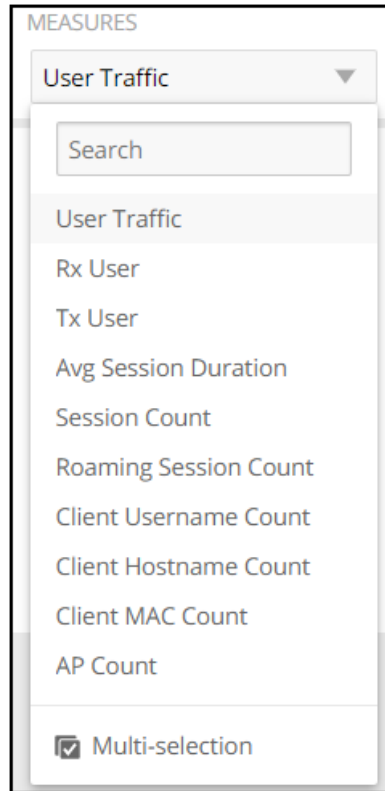 MEASURES
User Traffic
Search
User Traffic
Rx User
Tx User
Avg Session Duration
Session Count
Roaming Session Count
Client Username Count
Client Hostname Count
Client MAC Count
AP Count
Multi-selection